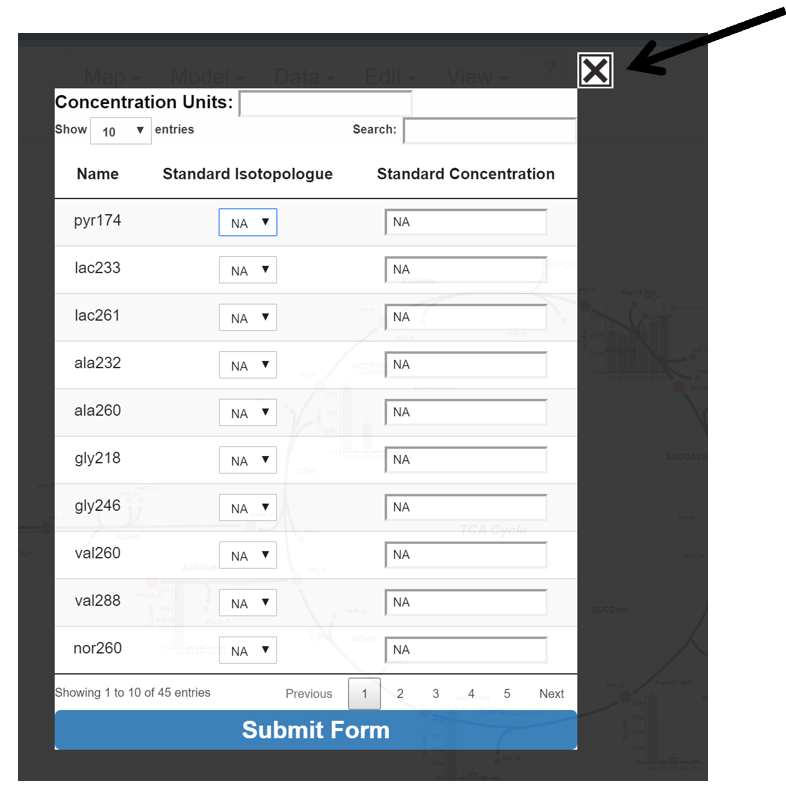 Map Model Data Edit View ?
Concentration Units:
Show 10 entries Search:
Name Standard Isotopologue Standard Concentration
pyr174 NA NA
lac233 NA NA
lac261 NA NA
ala232 NA NA
ala260 NA NA
gly218 NA NA
gly246 NA NA
val260 NA NA
TCA Cycle
val288 NA NA
nor260 NA NA
Showing 1 to 10 of 45 entries Previous 1 2 3 4 5 Next
Submit Form